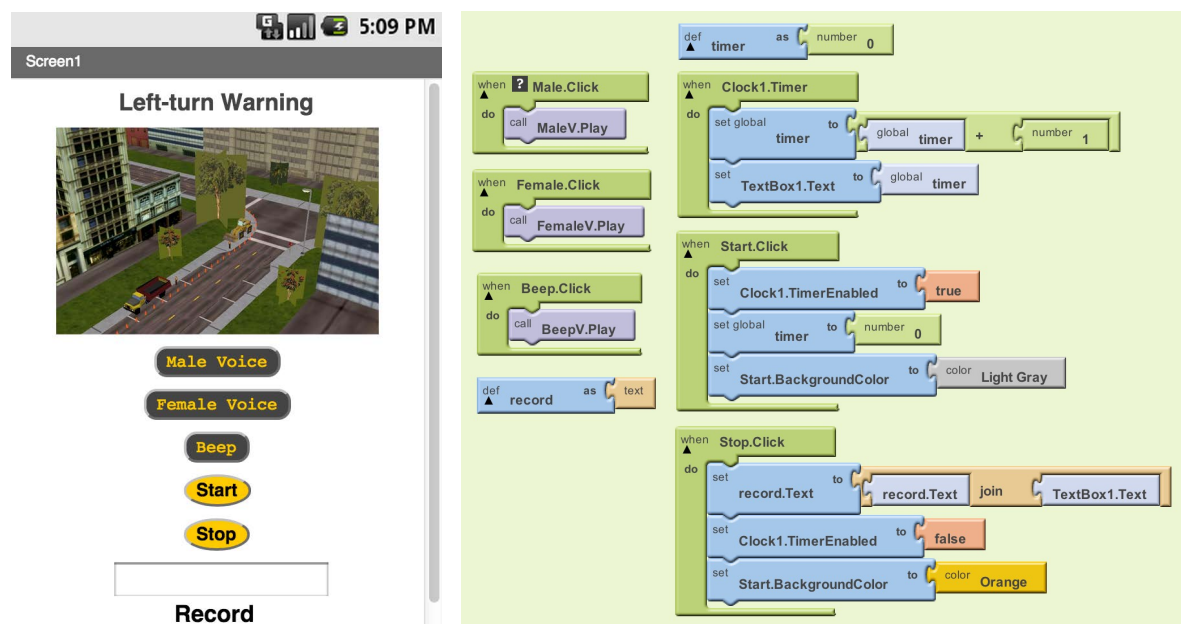 5:09 PM
Screen1
Left-turn Warning
Male Voice
Female Voice
Beep
Start
Stop
Record
def timer as number 0
when ? Male.Click
do call MaleV.Play
when Female.Click
do call FemaleV.Play
when Beep.Click
do call BeepV.Play
def record as text
when Clock1.Timer
do set global timer to global timer + number 1
set TextBox1.Text to global timer
when Start.Click
do set Clock1.TimerEnabled to true
set global timer to number 0
set Start.BackgroundColor to color Light Gray
when Stop.Click
do set record.Text to record.Text join TextBox1.Text
set Clock1.TimerEnabled to false
set Start.BackgroundColor to color Orange